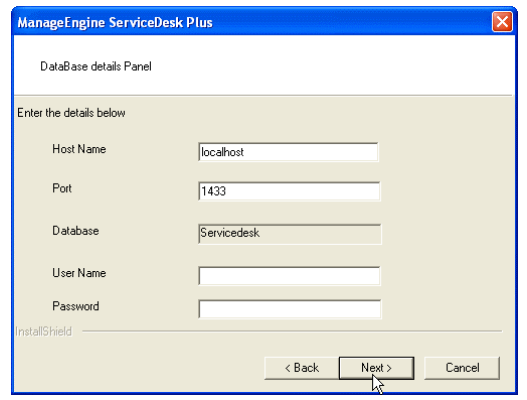 ManageEngine ServiceDesk Plus
DataBase details Panel
Enter the details below
Host Name localhost
Port 1433
Database Servicedesk
User Name
Password
InstallShield
< Back Next > Cancel